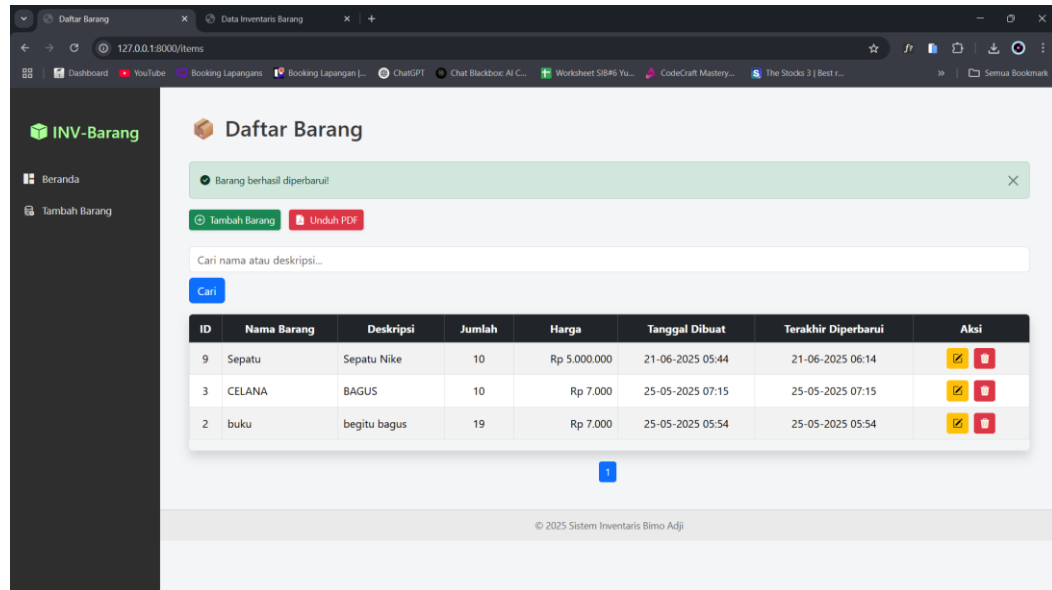 Daftar Barang
Data Inventaris Barang
127.0.0.1:8000/items
Dashboard YouTube Booking Lapangans Booking Lapangan |... ChatGPT Chat Blackbox: AI C... Worksheet SIB#6 Yu... CodeCraft Mastery... The Stocks 3 | Best r... » Semua Bookmark
INV-Barang
Beranda
Tambah Barang
Daftar Barang
Barang berhasil diperbarui!
Tambah Barang Unduh PDF
Cari nama atau deskripsi...
Cari
ID Nama Barang Deskripsi Jumlah Harga Tanggal Dibuat Terakhir Diperbarui Aksi
9 Sepatu Sepatu Nike 10 Rp 5.000.000 21-06-2025 05:44 21-06-2025 06:14
3 CELANA BAGUS 10 Rp 7.000 25-05-2025 07:15 25-05-2025 07:15
2 buku begitu bagus 19 Rp 7.000 25-05-2025 05:54 25-05-2025 05:54
1
© 2025 Sistem Inventaris Bimo Adji